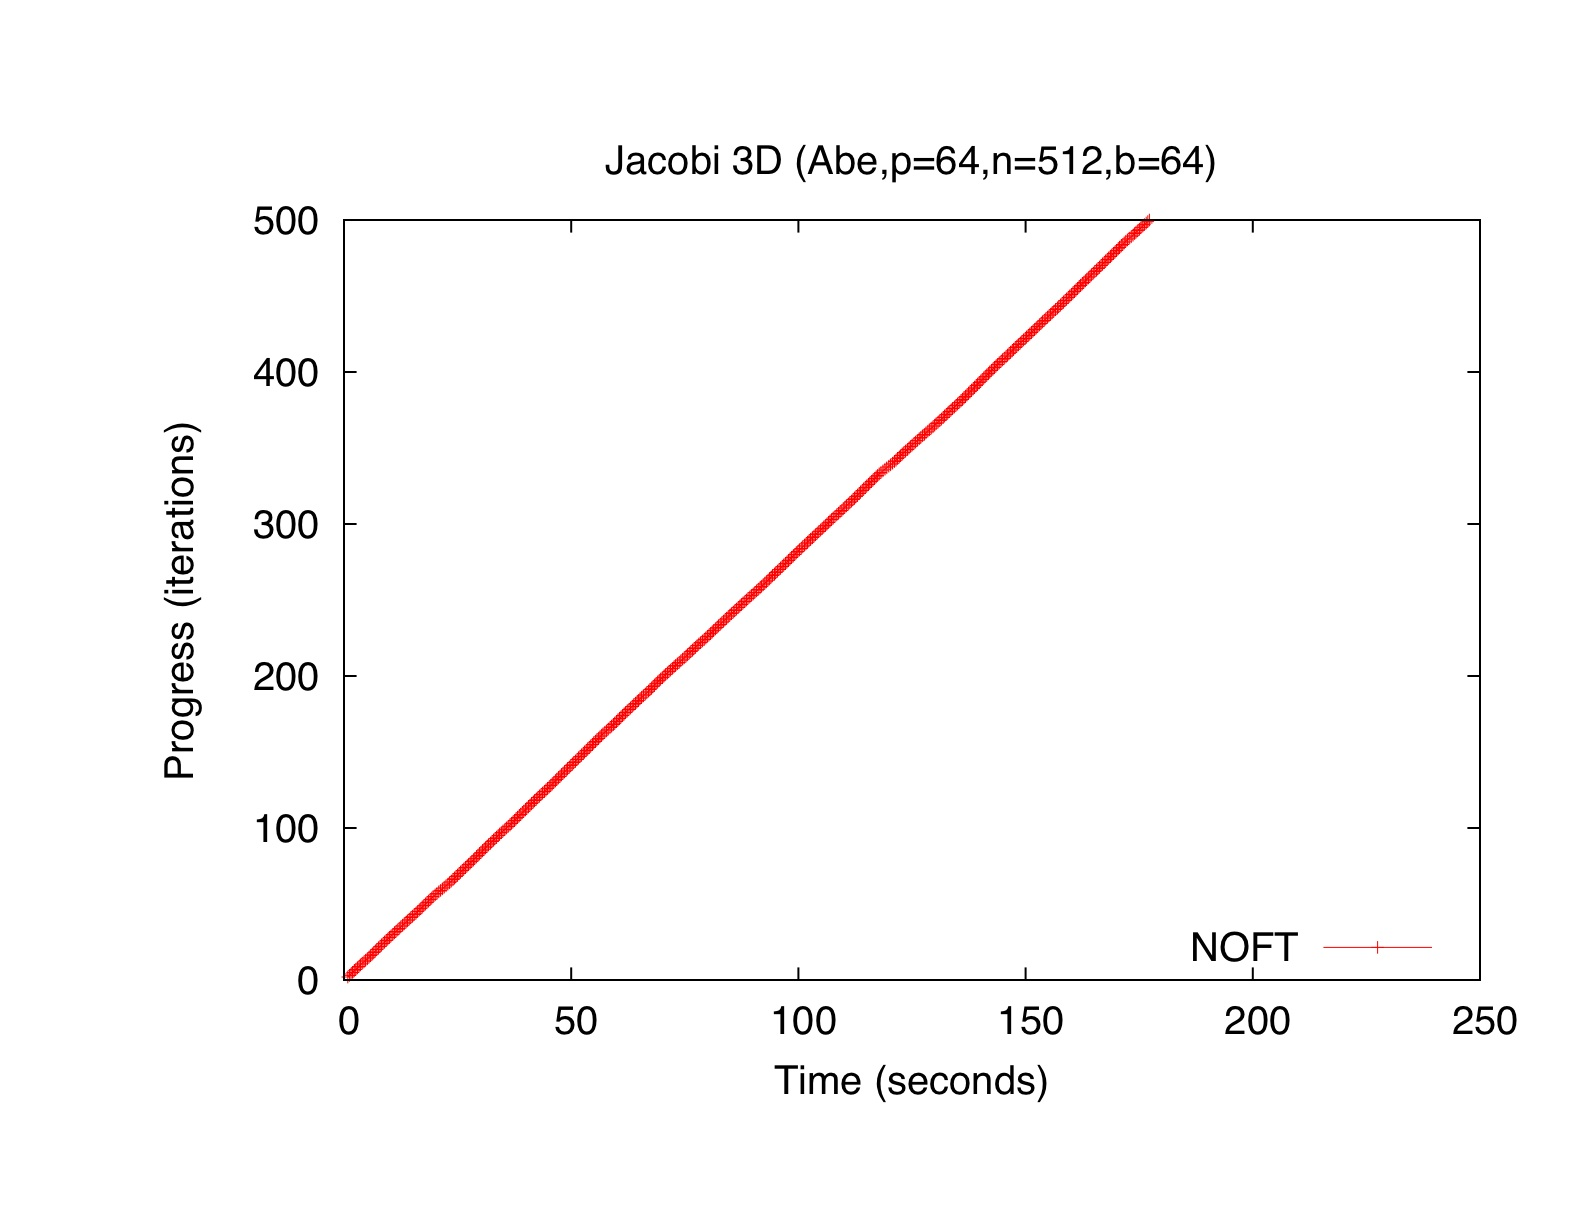 Jacobi 3D (Abe,p=64,n=512,b=64)
500
400
300
200
100
0
Progress (iterations)
NOFT
0 50 100 150 200 250
Time (seconds)